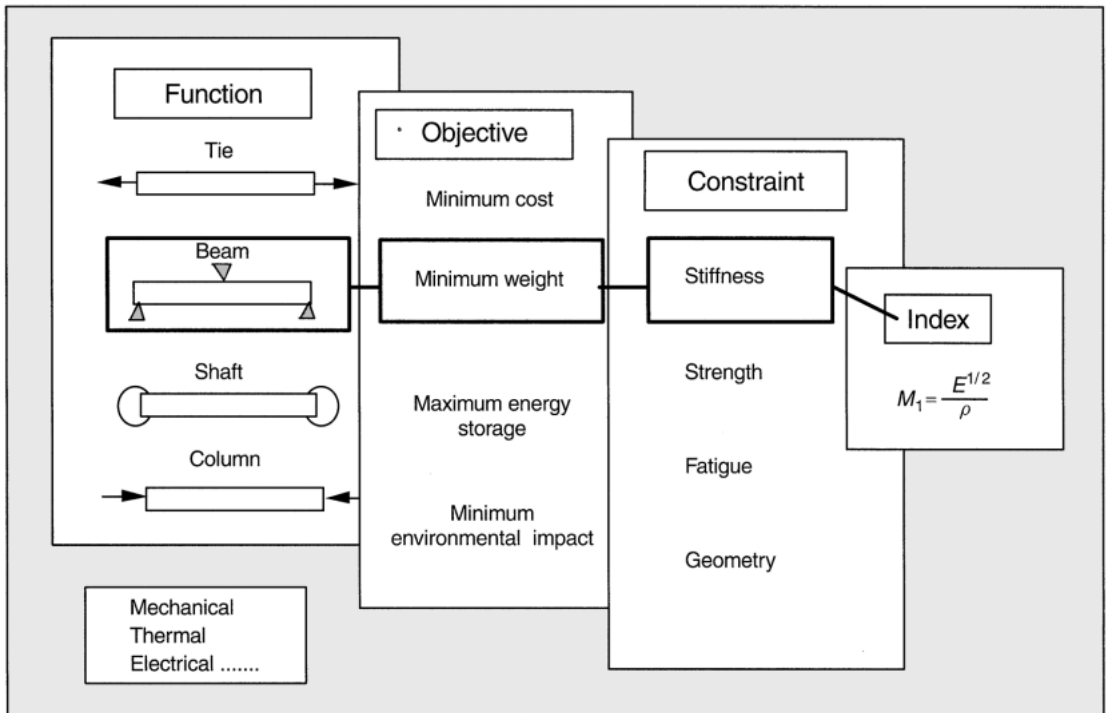 Function
Tie
Beam
Shaft
Column
Mechanical
Thermal
Electrical .......
Objective
Minimum cost
Minimum weight
Maximum energy
storage
Minimum
environmental impact
Constraint
Stiffness
Strength
Fatigue
Geometry
Index
M₁ = E^{1/2} / ρ